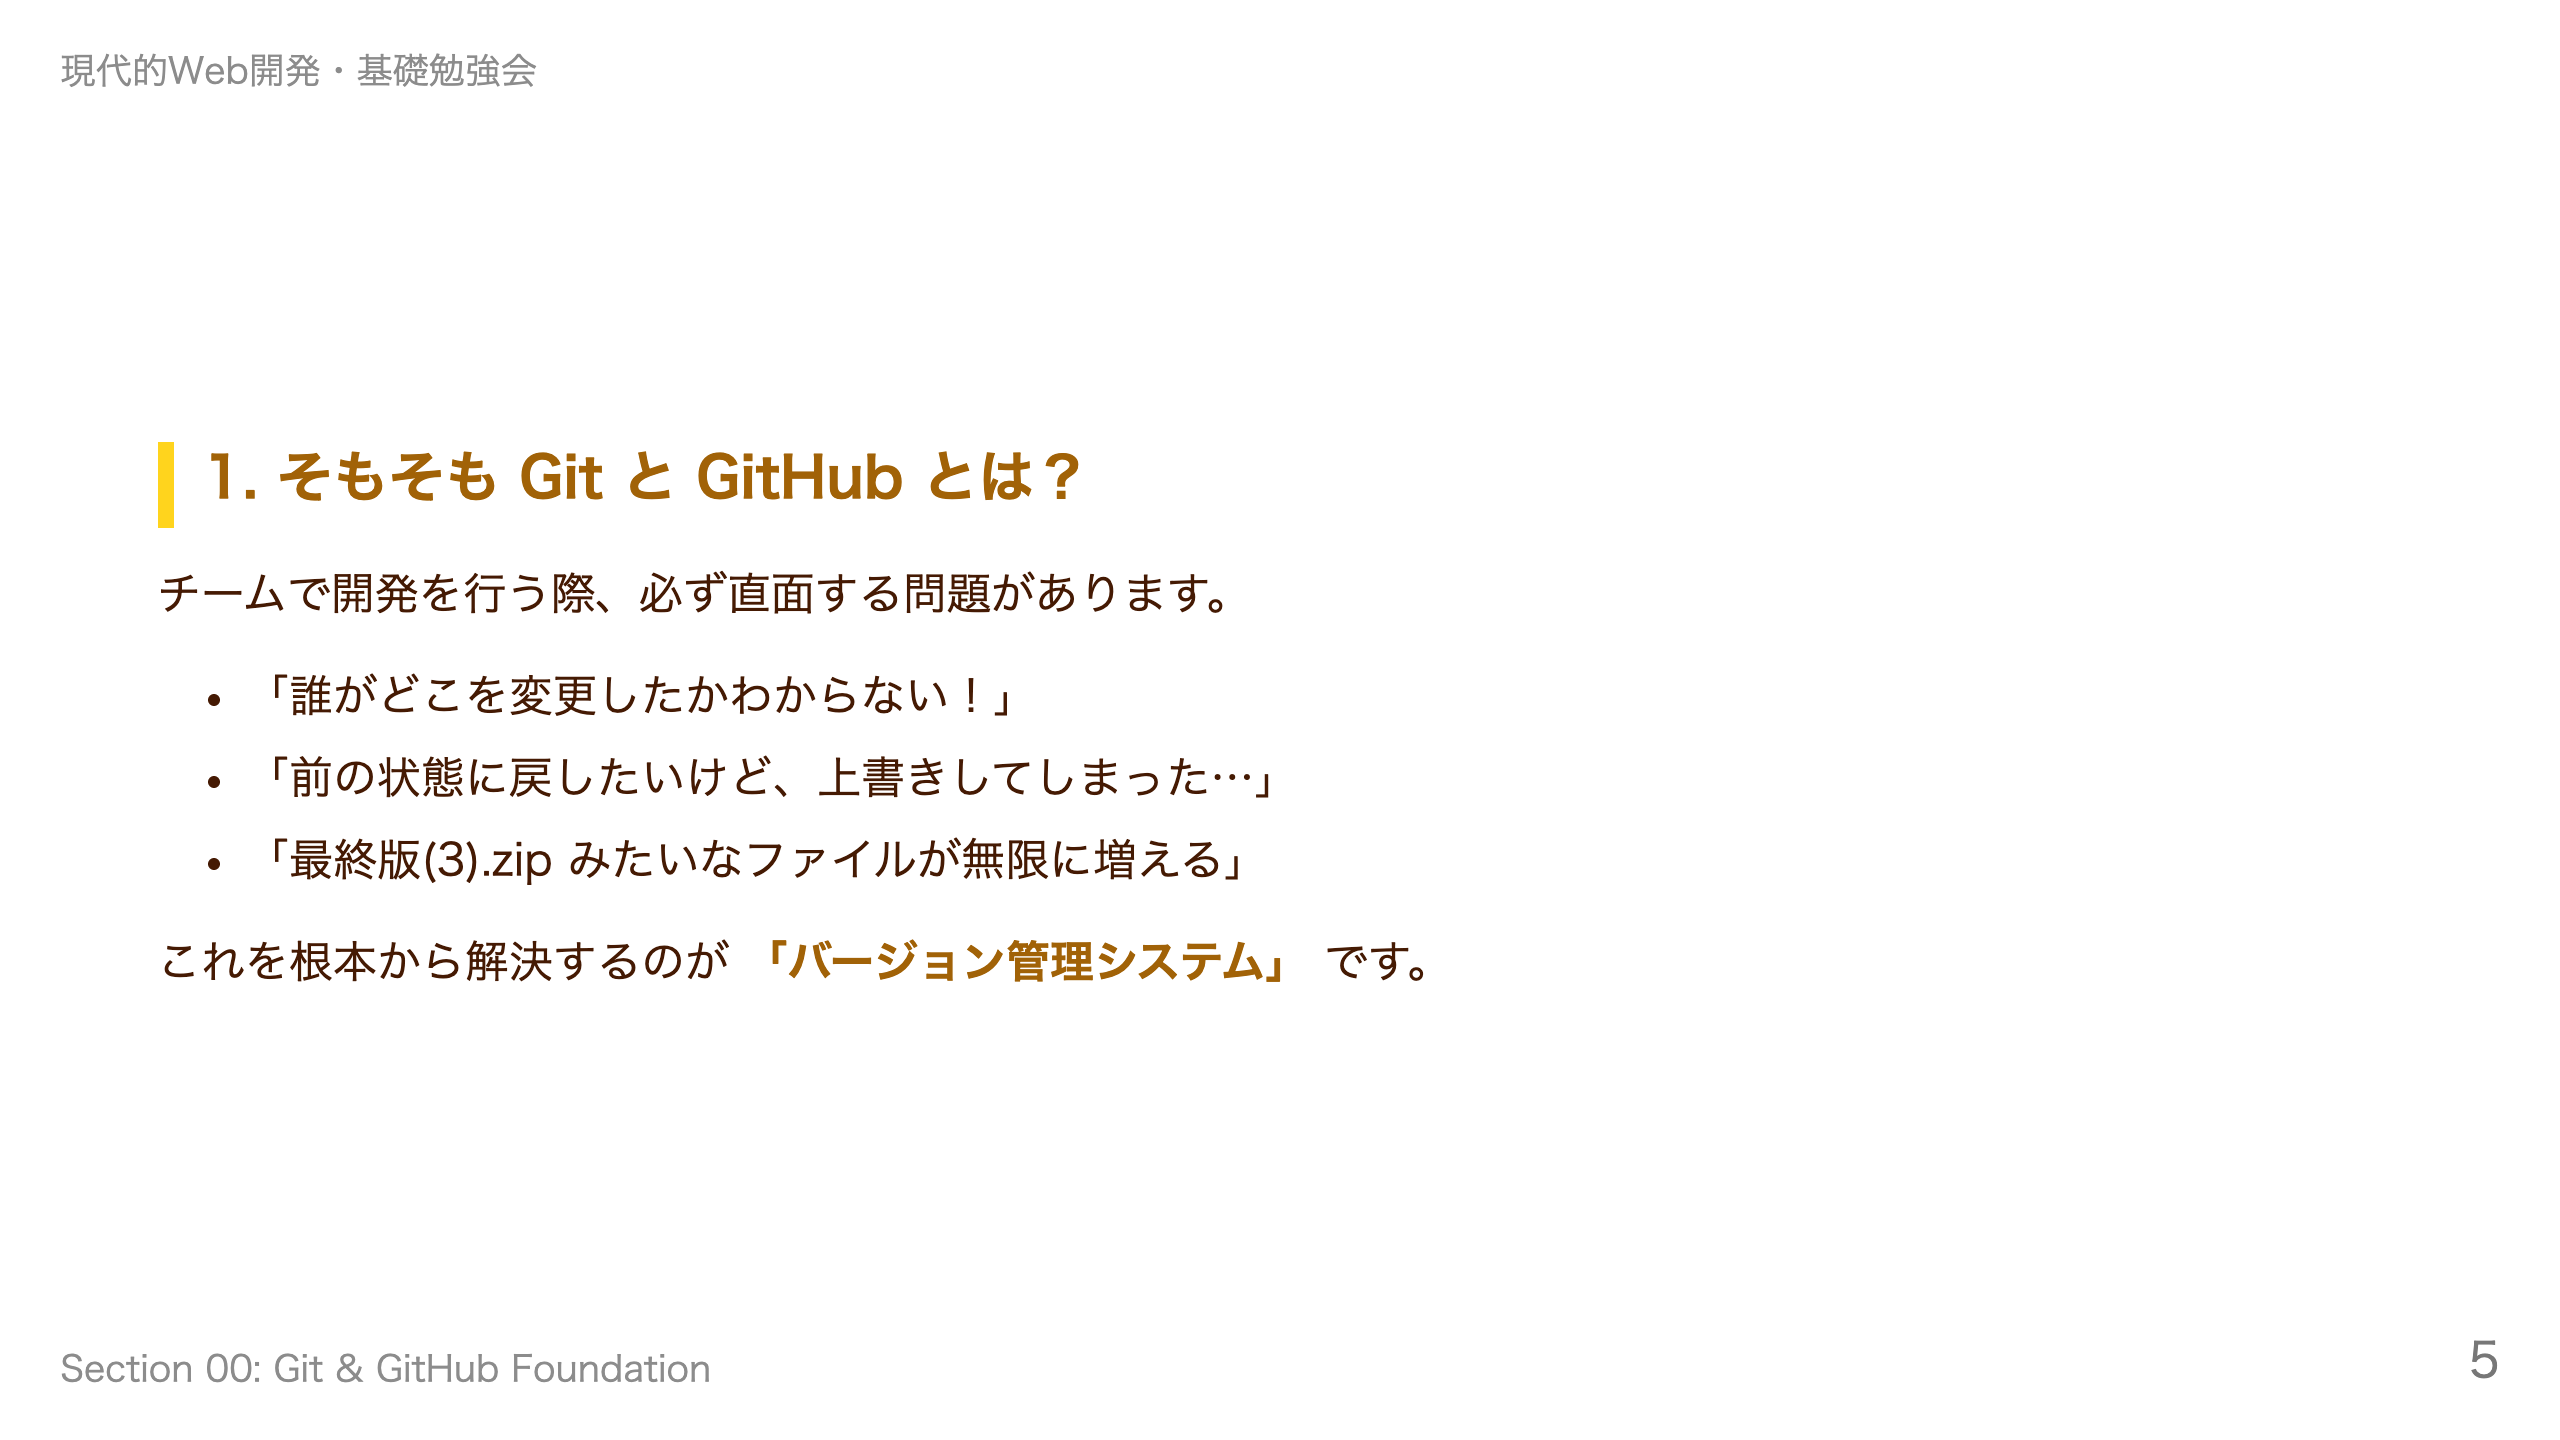 現代的Web開発・基礎勉強会
1. そもそも Git と GitHub とは？
チームで開発を行う際、必ず直面する問題があります。
• 「誰がどこを変更したかわからない！」
• 「前の状態に戻したいけど、上書きしてしまった…」
• 「最終版(3).zip みたいなファイルが無限に増える」
これを根本から解決するのが 「バージョン管理システム」 です。
Section 00: Git & GitHub Foundation
5